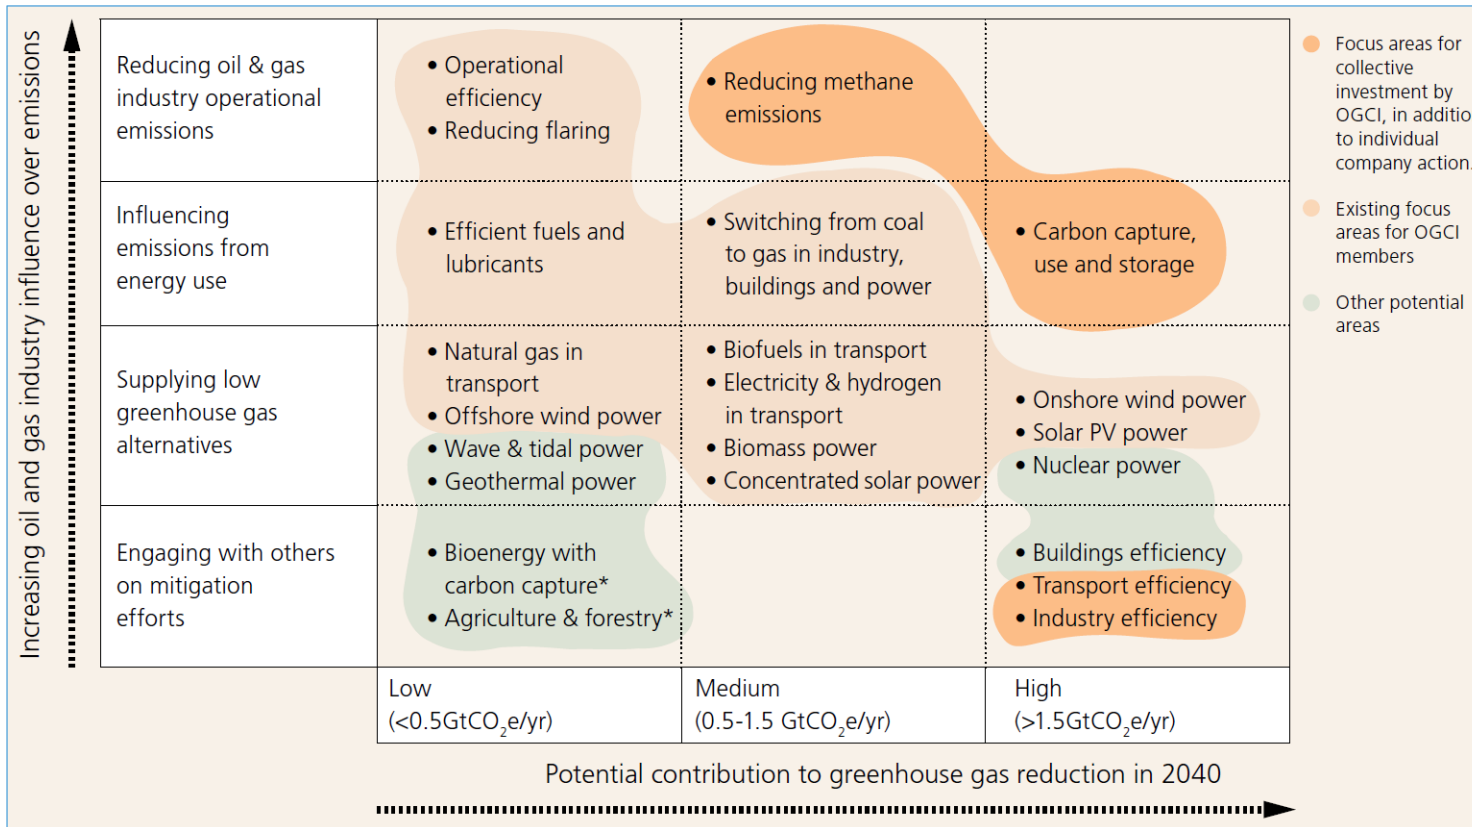 Increasing oil and gas industry influence over emissions
Reducing oil & gas
industry operational
emissions
• Operational
efficiency
• Reducing flaring
• Reducing methane
emissions
Influencing
emissions from
energy use
• Efficient fuels and
lubricants
• Switching from coal
to gas in industry,
buildings and power
• Carbon capture,
use and storage
Supplying low
greenhouse gas
alternatives
• Natural gas in
transport
• Offshore wind power
• Wave & tidal power
• Geothermal power
• Biofuels in transport
• Electricity & hydrogen
in transport
• Biomass power
• Concentrated solar power
• Onshore wind power
• Solar PV power
• Nuclear power
Engaging with others
on mitigation
efforts
• Bioenergy with
carbon capture*
• Agriculture & forestry*
• Buildings efficiency
• Transport efficiency
• Industry efficiency
Low
(<0.5GtCO₂e/yr)
Medium
(0.5-1.5 GtCO₂e/yr)
High
(>1.5GtCO₂e/yr)
Potential contribution to greenhouse gas reduction in 2040
Focus areas for
collective
investment by
OGCI, in additio
to individual
company action.
Existing focus
areas for OGCI
members
Other potential
areas